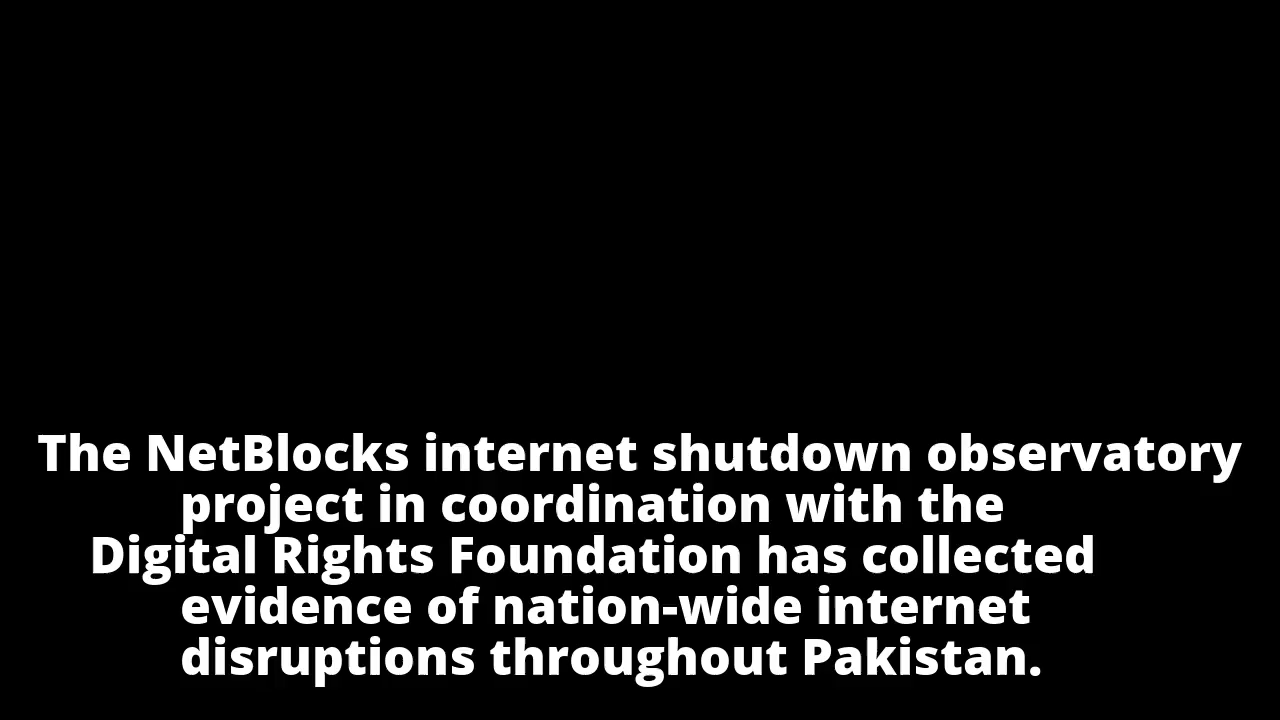 The NetBlocks internet shutdown observatory
project in coordination with the
Digital Rights Foundation has collected
evidence of nation-wide internet
disruptions throughout Pakistan.